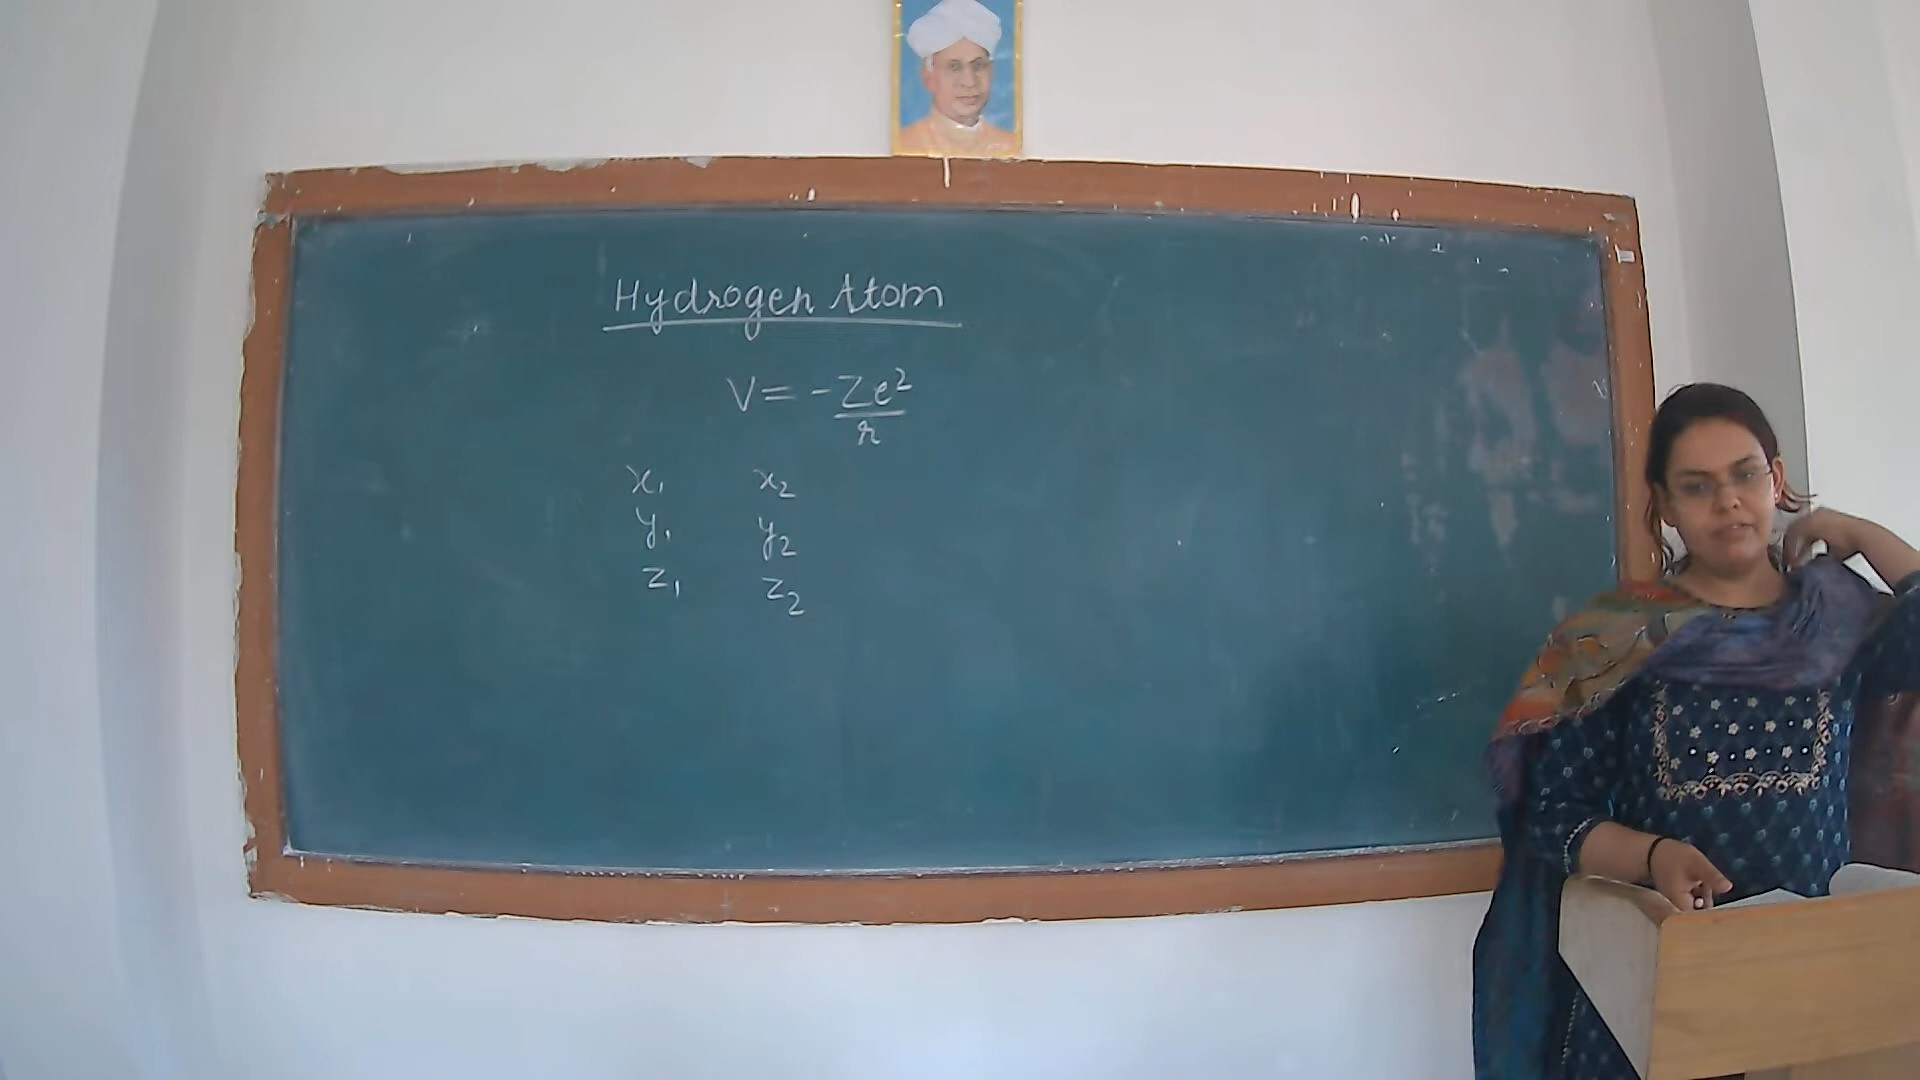 Hydrogen Atom
V = -Ze²/r
x₁ x₂
y₁ y₂
z₁ z₂